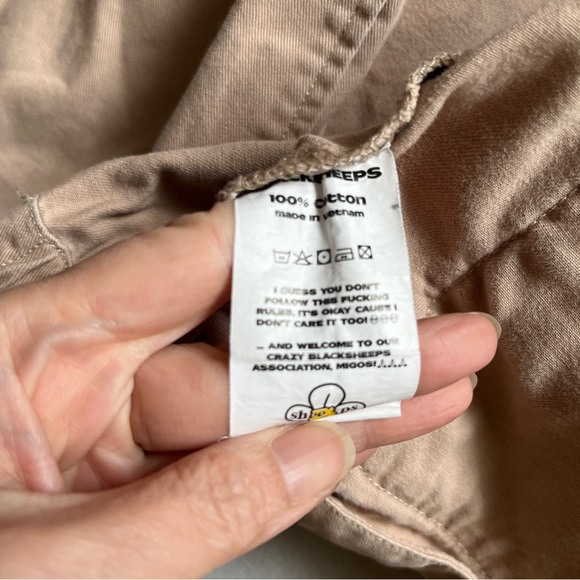 BLACKSHEEPS
100% cotton
made in vietnam
I GUESS YOU DON'T
FOLLOW THIS FUCKING
RULES, IT'S OKAY CAUSE I
DON'T CARE IT TOO!
... AND WELCOME TO OUR
CRAZY BLACKSHEEPS
ASSOCIATION, MIGOS!